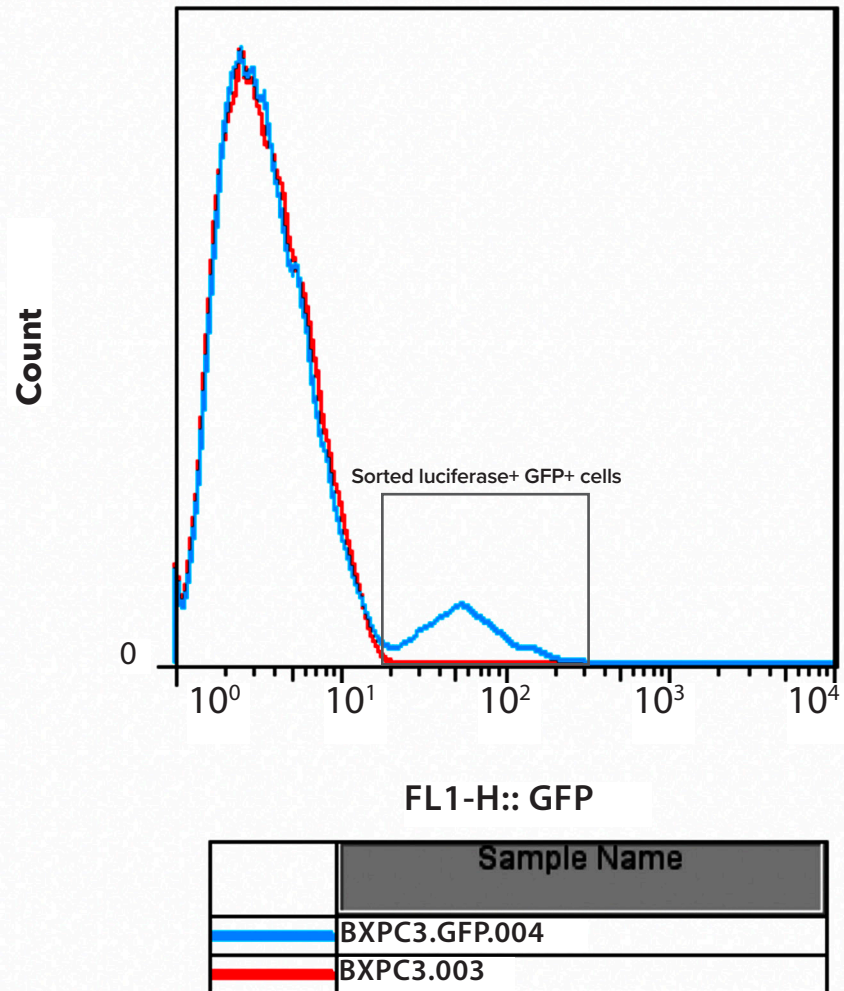 Count
Sorted luciferase+ GFP+ cells
0
10⁰ 10¹ 10² 10³ 10⁴
FL1-H:: GFP
Sample Name
BXPC3.GFP.004
BXPC3.003